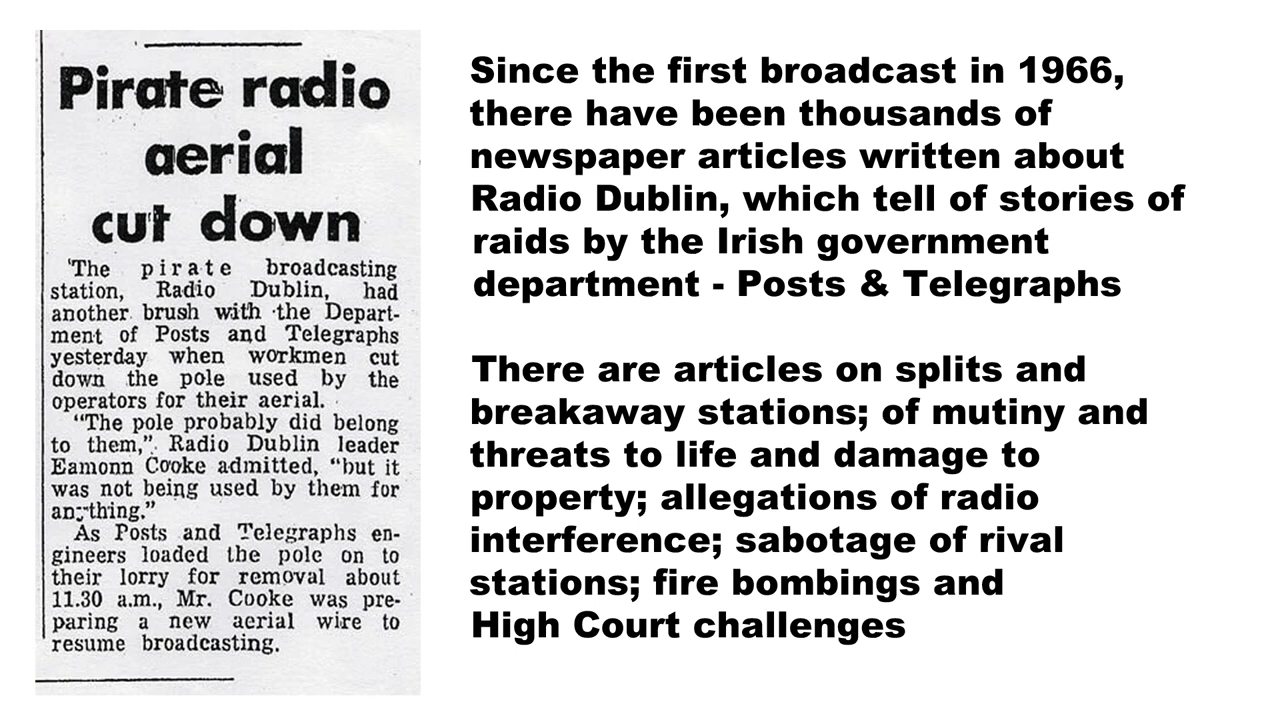 Pirate radio
aerial
cut down
'The pirate broadcasting
station, Radio Dublin, had
another brush with the Depart-
ment of Posts and Telegraphs
yesterday when workmen cut
down the pole used by the
operators for their aerial.
"The pole probably did belong
to them,". Radio Dublin leader
Eamonn Cooke admitted, "but it
was not being used by them for
anything."
As Posts and Telegraphs en-
gineers loaded the pole on to
their lorry for removal about
11.30 a.m., Mr. Cooke was pre-
paring a new aerial wire to
resume broadcasting.
Since the first broadcast in 1966,
there have been thousands of
newspaper articles written about
Radio Dublin, which tell of stories of
raids by the Irish government
department - Posts & Telegraphs
There are articles on splits and
breakaway stations; of mutiny and
threats to life and damage to
property; allegations of radio
interference; sabotage of rival
stations; fire bombings and
High Court challenges